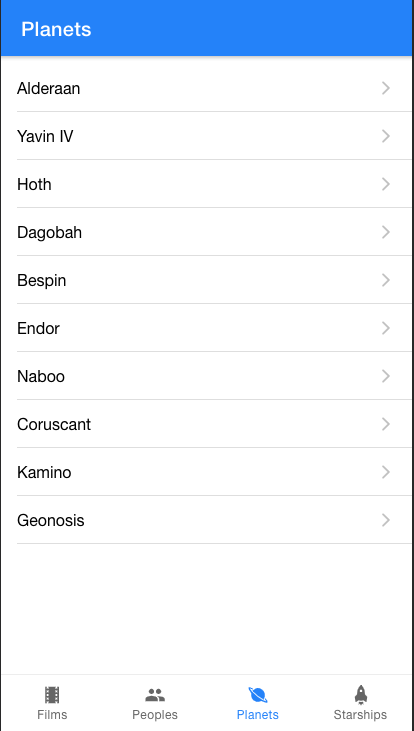 Planets
Alderaan
Yavin IV
Hoth
Dagobah
Bespin
Endor
Naboo
Coruscant
Kamino
Geonosis
Films
Peoples
Planets
Starships